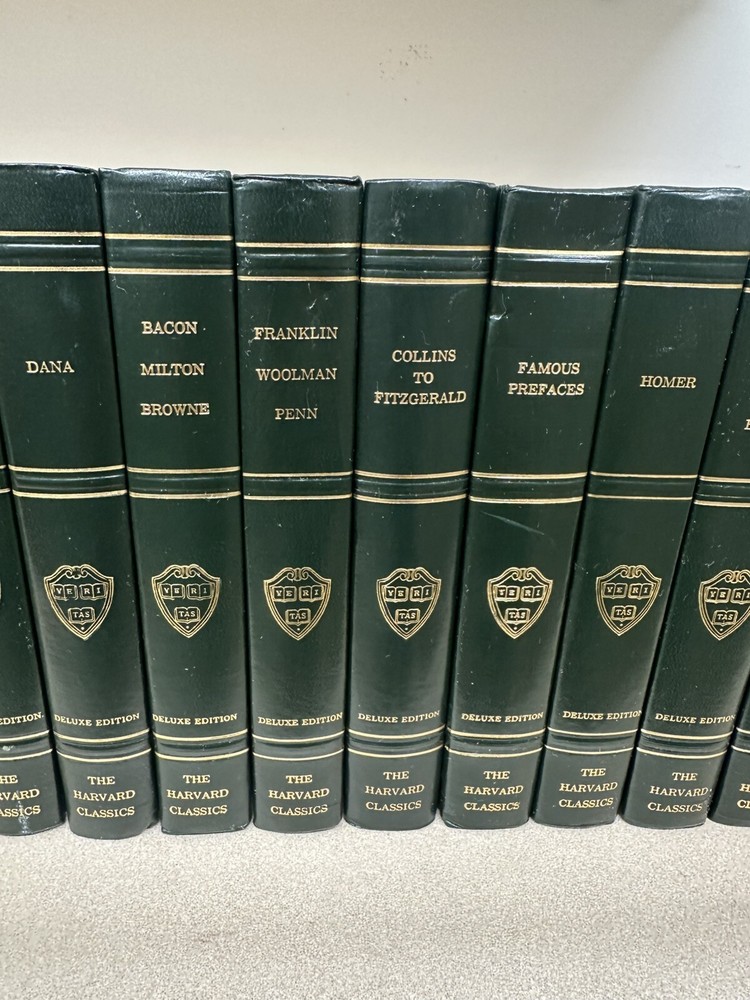 DANA
VE RI
TAS
DELUXE EDITION
THE
HARVARD
CLASSICS
BACON
MILTON
BROWNE
VE RI
TAS
DELUXE EDITION
THE
HARVARD
CLASSICS
FRANKLIN
WOOLMAN
PENN
VE RI
TAS
DELUXE EDITION
THE
HARVARD
CLASSICS
COLLINS
TO
FITZGERALD
VE RI
TAS
DELUXE EDITION
THE
HARVARD
CLASSICS
FAMOUS
PREFACES
VE RI
TAS
DELUXE EDITION
THE
HARVARD
CLASSICS
HOMER
VE RI
TAS
DELUXE EDITION
THE
HARVARD
CLASSICS
VE RI
TAS
DELUXE EDITION
THE
HARVARD
CLASSICS